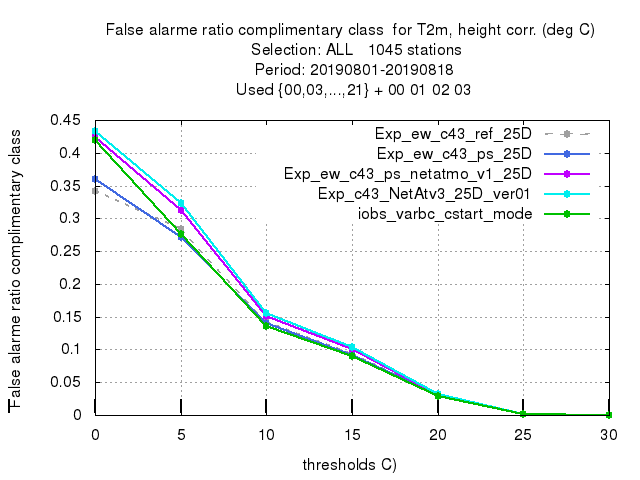 False alarme ratio complimentary class  for T2m, height corr. (deg C)
Selection: ALL   1045 stations
Period: 20190801-20190818
Used {00,03,...,21} + 00 01 02 03
False alarme ratio complimentary class
0.45
0.4
0.35
0.3
0.25
0.2
0.15
0.1
0.05
0
Exp_ew_c43_ref_25D
Exp_ew_c43_ps_25D
Exp_ew_c43_ps_netatmo_v1_25D
Exp_c43_NetAtv3_25D_ver01
iobs_varbc_cstart_mode
0 5 10 15 20 25 30
thresholds C)